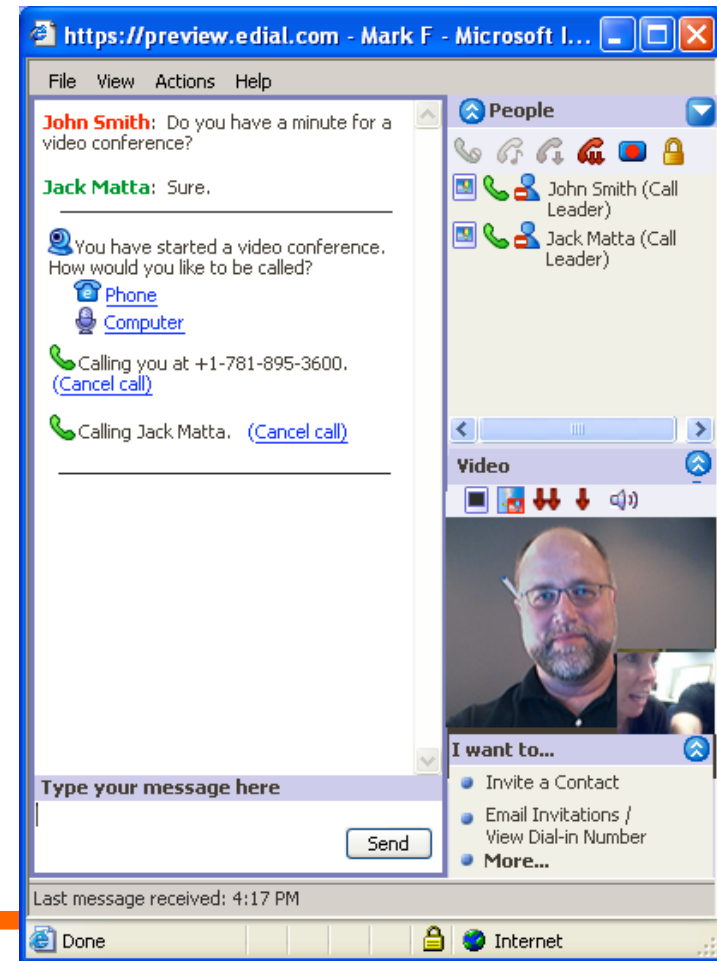 https://preview.edial.com - Mark F - Microsoft I...
File View Actions Help
John Smith: Do you have a minute for a
video conference?
Jack Matta: Sure.
You have started a video conference.
How would you like to be called?
Phone
Computer
Calling you at +1-781-895-3600.
(Cancel call)
Calling Jack Matta. (Cancel call)
Type your message here
Send
Last message received: 4:17 PM
Done
Internet
People
John Smith (Call
Leader)
Jack Matta (Call
Leader)
Video
I want to...
Invite a Contact
Email Invitations /
View Dial-in Number
More...